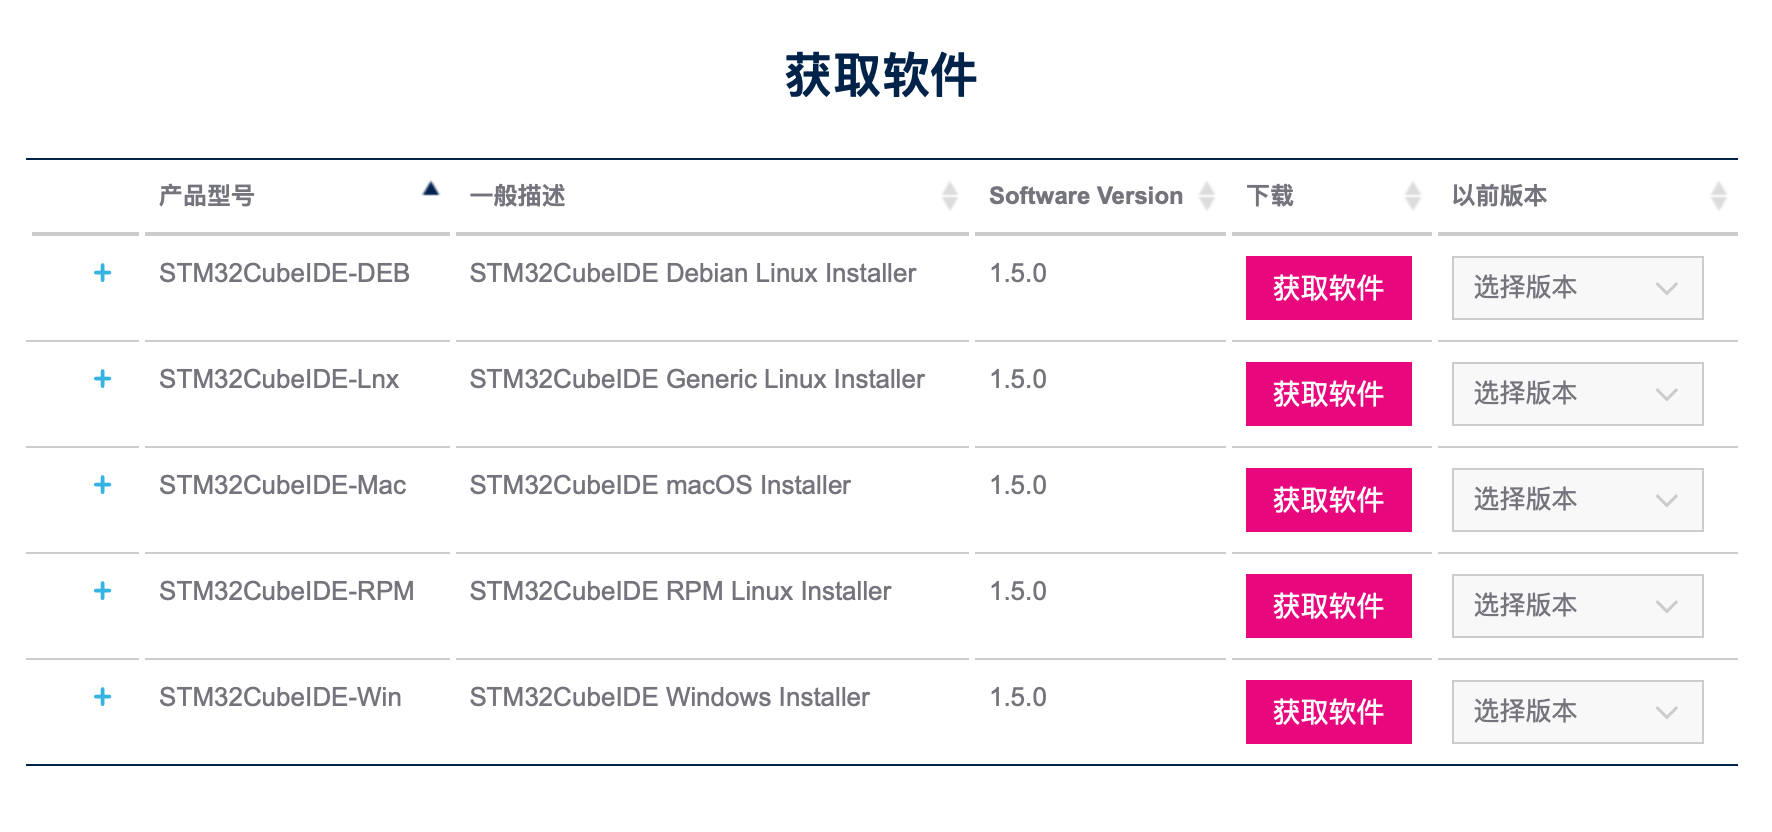 获取软件
产品型号 一般描述 Software Version 下载 以前版本
STM32CubeIDE-DEB STM32CubeIDE Debian Linux Installer 1.5.0 获取软件 选择版本
STM32CubeIDE-Lnx STM32CubeIDE Generic Linux Installer 1.5.0 获取软件 选择版本
STM32CubeIDE-Mac STM32CubeIDE macOS Installer 1.5.0 获取软件 选择版本
STM32CubeIDE-RPM STM32CubeIDE RPM Linux Installer 1.5.0 获取软件 选择版本
STM32CubeIDE-Win STM32CubeIDE Windows Installer 1.5.0 获取软件 选择版本